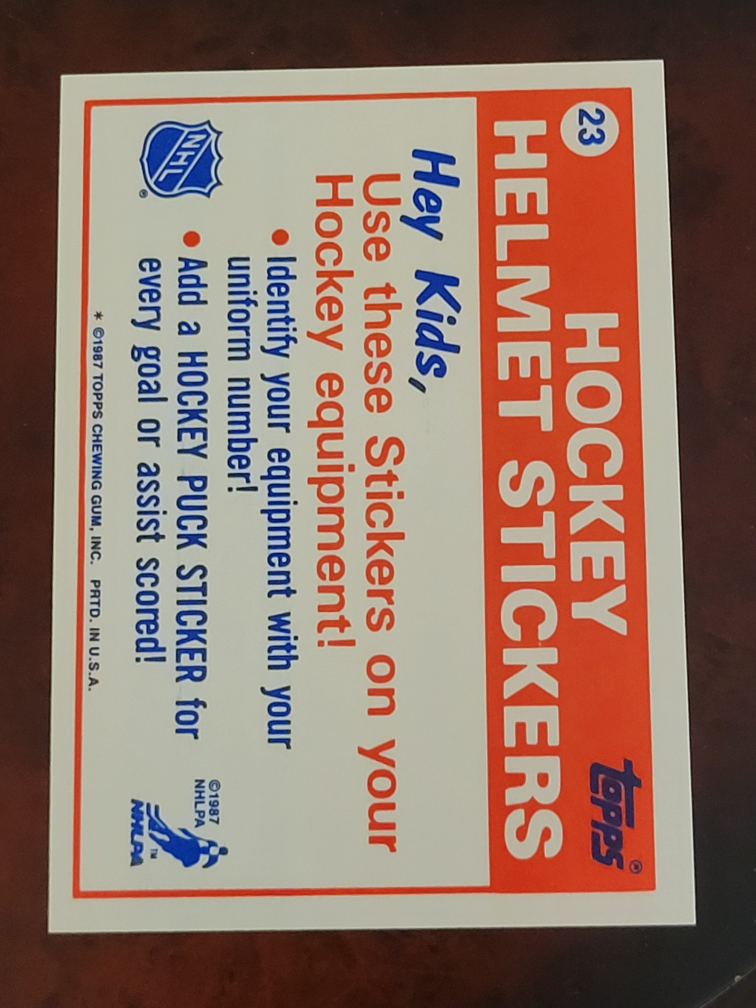 23
HOCKEY
HELMET STICKERS
topps®
Hey Kids,
Use these Stickers on your
Hockey equipment!
• Identify your equipment with your
uniform number!
• Add a HOCKEY PUCK STICKER for
every goal or assist scored!
NHL®
©1987
NHLPA
NHLPA™
* ©1987 TOPPS CHEWING GUM, INC. PRTD. IN U.S.A.